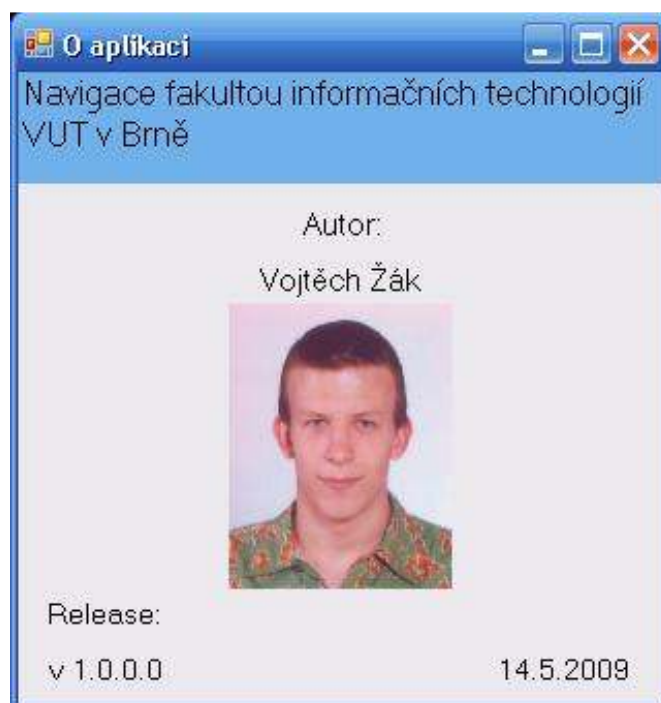 O aplikaci
Navigace fakultou informačních technologií
VUT v Brně
Autor:
Vojtěch Žák
Release:
v 1.0.0.0 14.5.2009